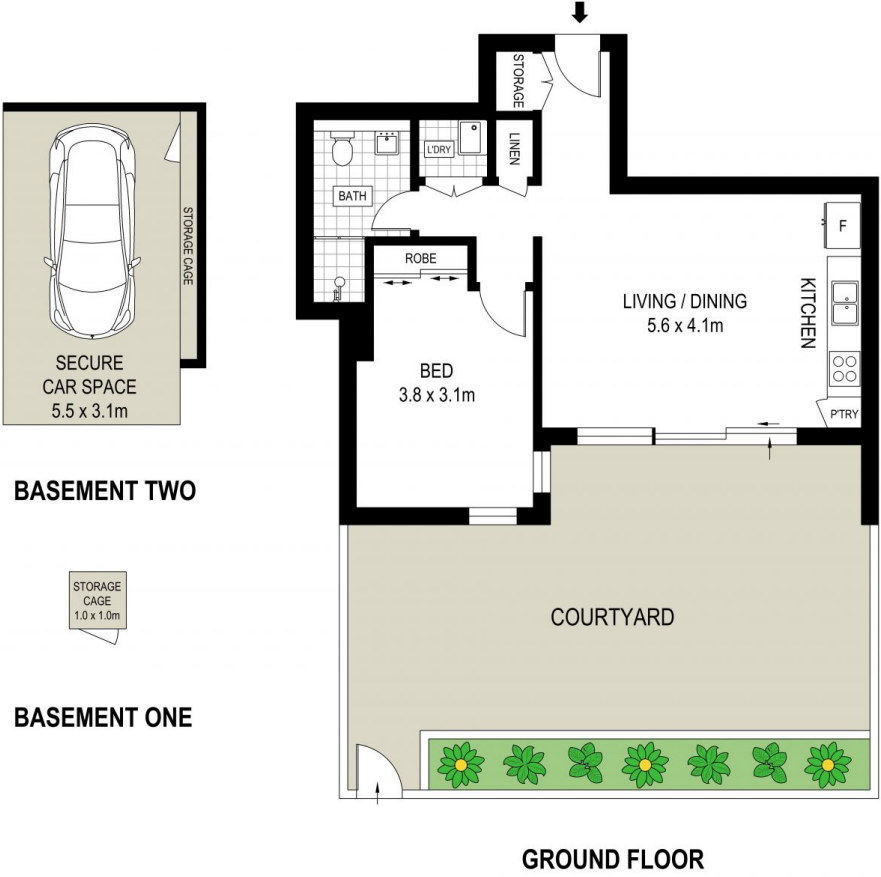 STORAGE
LINEN
L'DRY
BATH
ROBE
F
KITCHEN
LIVING / DINING
5.6 x 4.1m
P'TRY
BED
3.8 x 3.1m
COURTYARD
GROUND FLOOR
STORAGE CAGE
SECURE
CAR SPACE
5.5 x 3.1m
BASEMENT TWO
STORAGE
CAGE
1.0 x 1.0m
BASEMENT ONE